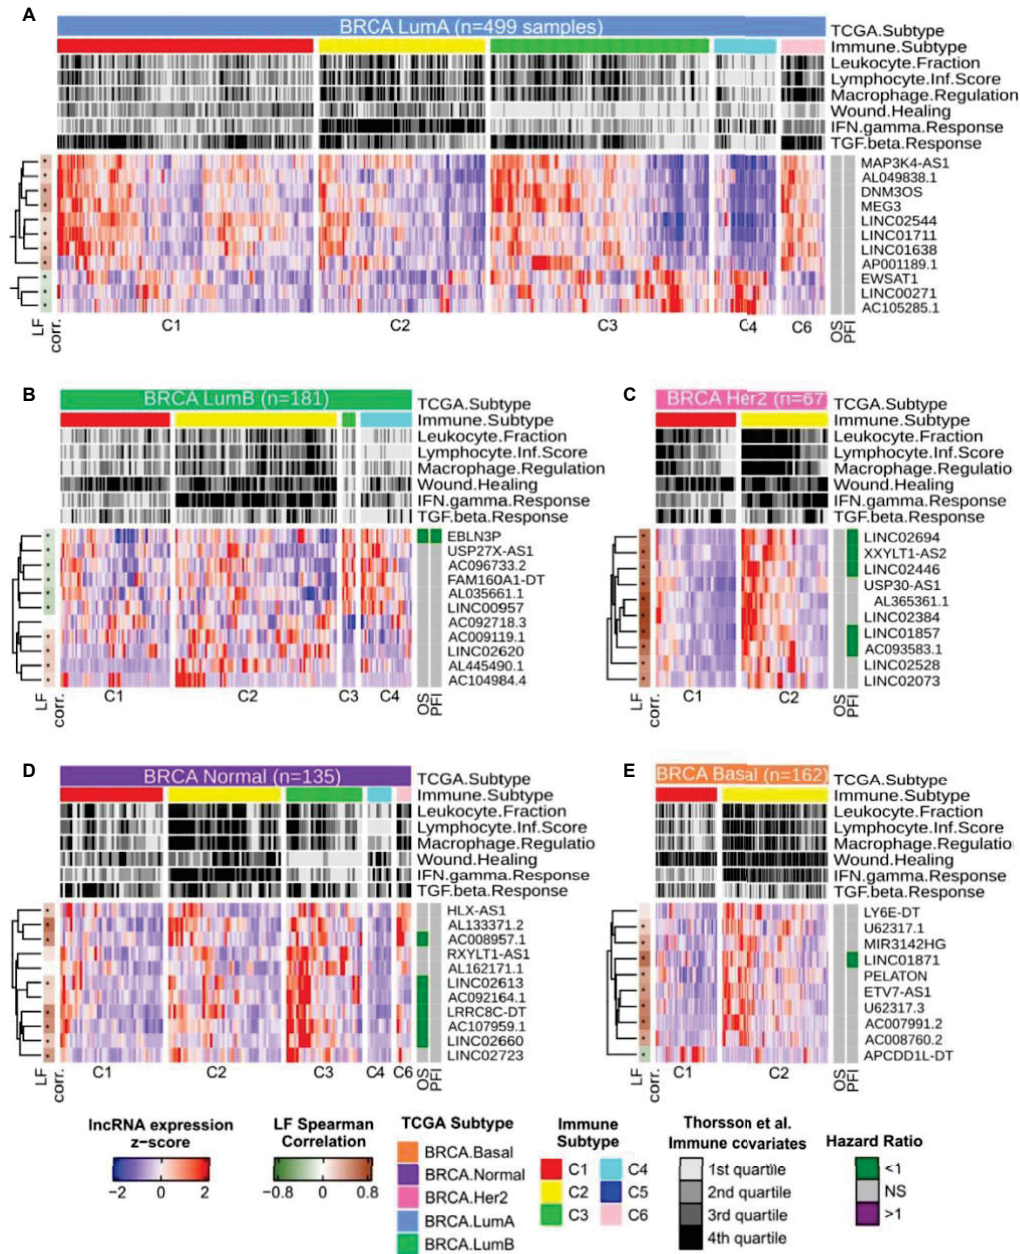 A
BRCA LumA (n=499 samples)
TCGA.Subtype
Immune.Subtype
Leukocyte.Fraction
Lymphocyte.Inf.Score
Macrophage.Regulation
Wound.Healing
IFN.gamma.Response
TGF.beta.Response
MAP3K4-AS1
AL049838.1
DNM3OS
MEG3
LINC02544
LINC01711
LINC01638
AP001189.1
EWSAT1
LINC00271
AC105285.1
LF
corr.
C1
C2
C3
C4
C6
OS
PFI
B
BRCA LumB (n=181)
TCGA.Subtype
Immune.Subtype
Leukocyte.Fraction
Lymphocyte.Inf.Score
Macrophage.Regulation
Wound.Healing
IFN.gamma.Response
TGF.beta.Response
EBLN3P
USP27X-AS1
AC096733.2
FAM160A1-DT
AL035661.1
LINC00957
AC092718.3
AC009119.1
LINC02620
AL445490.1
AC104984.4
LF
corr.
C1
C2
C3
C4
OS
PFI
C
BRCA Her2 (n=67
TCGA.Subtype
Immune.Subtype
Leukocyte.Fraction
Lymphocyte.Inf.Score
Macrophage.Regulatio
Wound.Healing
IFN.gamma.Response
TGF.beta.Response
LINC02694
XXYLT1-AS2
LINC02446
USP30-AS1
AL365361.1
LINC02384
LINC01857
AC093583.1
LINC02528
LINC02073
LF
corr.
C1
C2
OS
PFI
D
BRCA Normal (n=135)
TCGA.Subtype
Immune.Subtype
Leukocyte.Fraction
Lymphocyte.Inf.Score
Macrophage.Regulatio
Wound.Healing
IFN.gamma.Response
TGF.beta.Response
HLX-AS1
AL133371.2
AC008957.1
RXYLT1-AS1
AL162171.1
LINC02613
AC092164.1
LRRC8C-DT
AC107959.1
LINC02660
LINC02723
LF
corr.
C1
C2
C3
C4
C6
OS
PFI
E
BRCA Basal (n=162)
TCGA.Subtype
Immune.Subtype
Leukocyte.Fraction
Lymphocyte.Inf.Score
Macrophage.Regulatio
Wound.Healing
IFN.gamma.Response
TGF.beta.Response
LY6E-DT
U62317.1
MIR3142HG
LINC01871
PELATON
ETV7-AS1
U62317.3
AC007991.2
AC008760.2
APCDD1L-DT
LF
corr.
C1
C2
OS
PFI
lncRNA expression
z−score
−2 0 2
LF Spearman
Correlation
−0.8 0 0.8
TCGA Subtype
BRCA.Basal
BRCA.Normal
BRCA.Her2
BRCA.LumA
BRCA.LumB
Immune
Subtype
C1 C4
C2 C5
C3 C6
Thorsson et al.
Immune covariates
1st quartile
2nd quartile
3rd quartile
4th quartile
Hazard Ratio
<1
NS
>1